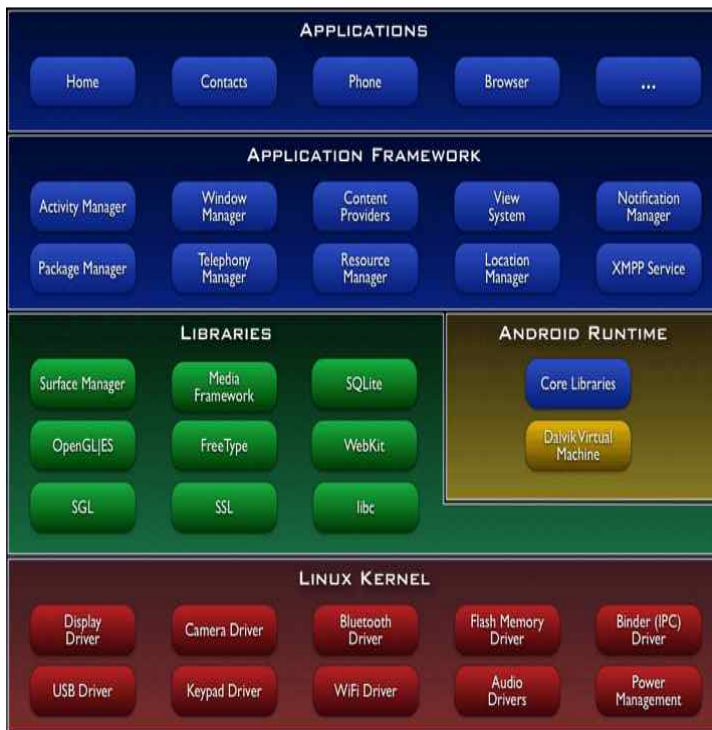 APPLICATIONS
Home
Contacts
Phone
Browser
...
APPLICATION FRAMEWORK
Activity Manager
Window
Manager
Content
Providers
View
System
Notification
Manager
Package Manager
Telephony
Manager
Resource
Manager
Location
Manager
XMPP Service
LIBRARIES
Surface Manager
Media
Framework
SQLite
OpenGL|ES
FreeType
WebKit
SGL
SSL
libc
ANDROID RUNTIME
Core Libraries
Dalvik Virtual
Machine
LINUX KERNEL
Display
Driver
Camera Driver
Bluetooth
Driver
Flash Memory
Driver
Binder (IPC)
Driver
USB Driver
Keypad Driver
WiFi Driver
Audio
Drivers
Power
Management